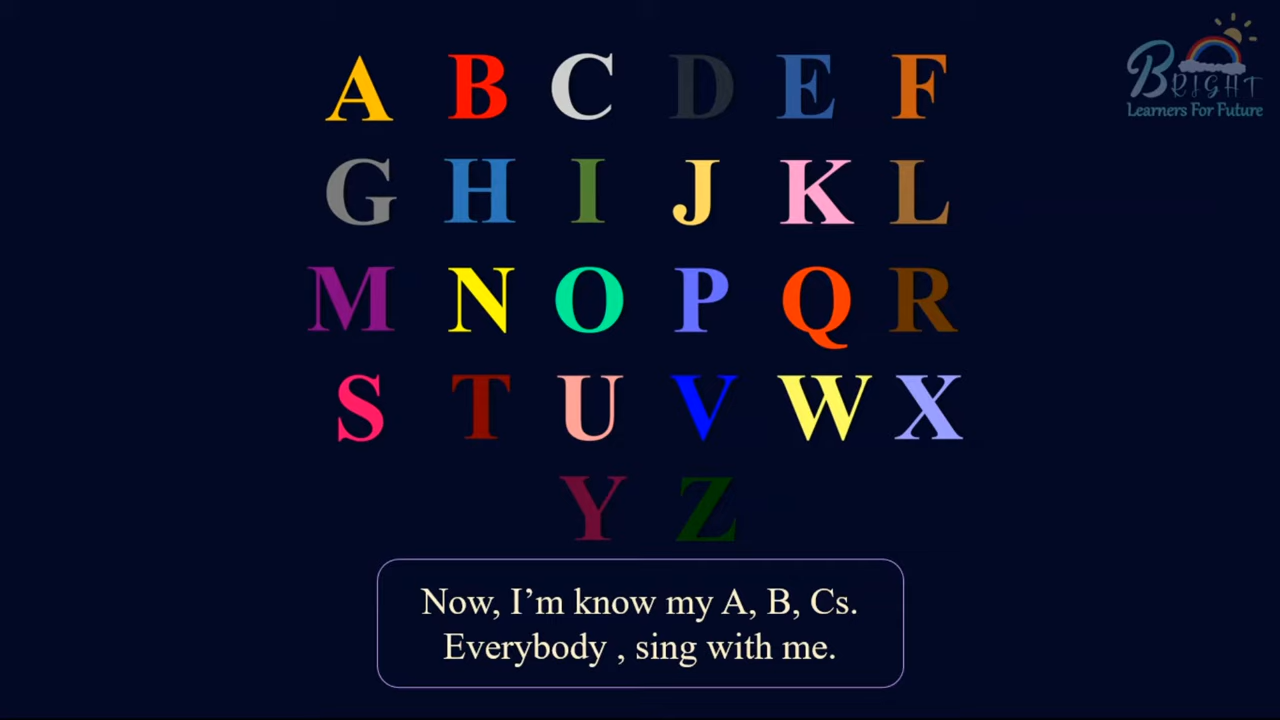 A B C D E F
G H I J K L
M N O P Q R
S T U V W X
Y Z
Now, I'm know my A, B, Cs.
Everybody , sing with me.
BRIGHT
Learners For Future